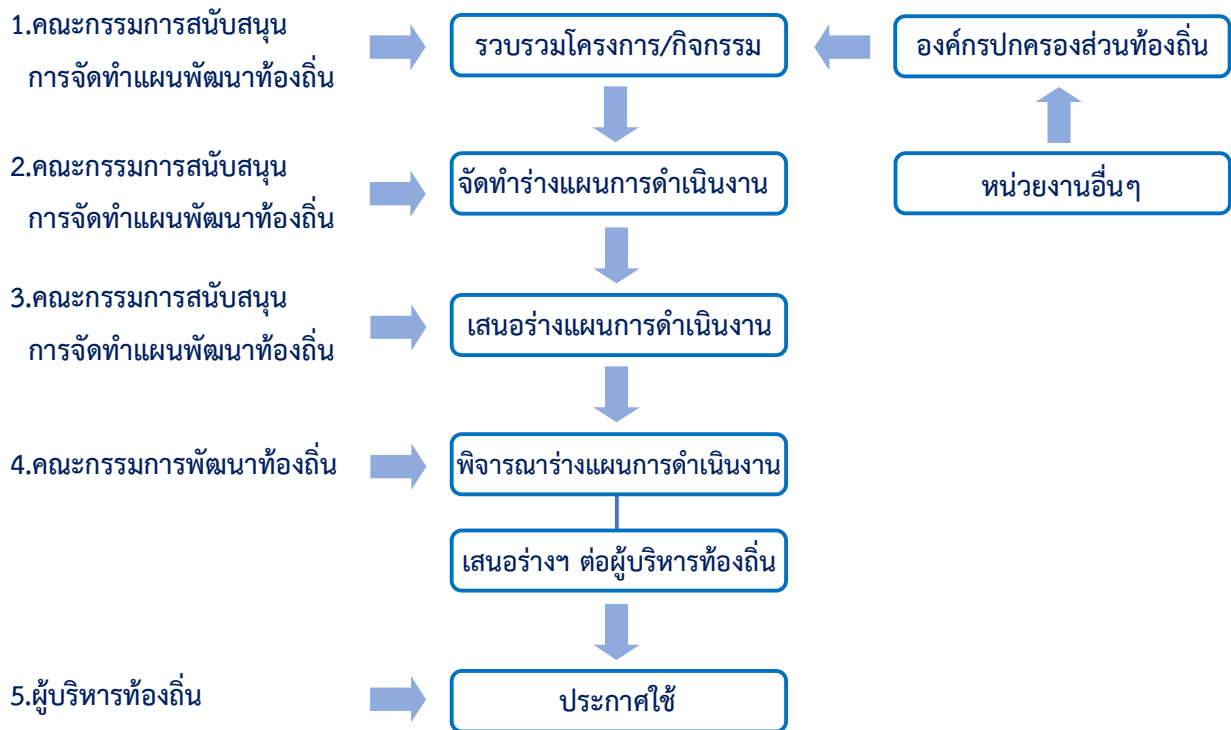 1.คณะกรรมการสนับสนุน
การจัดทำแผนพัฒนาท้องถิ่น
รวบรวมโครงการ/กิจกรรม
องค์กรปกครองส่วนท้องถิ่น
2.คณะกรรมการสนับสนุน
การจัดทำแผนพัฒนาท้องถิ่น
จัดทำร่างแผนการดำเนินงาน
หน่วยงานอื่นๆ
3.คณะกรรมการสนับสนุน
การจัดทำแผนพัฒนาท้องถิ่น
เสนอร่างแผนการดำเนินงาน
4.คณะกรรมการพัฒนาท้องถิ่น
พิจารณาร่างแผนการดำเนินงาน
เสนอร่างฯ ต่อผู้บริหารท้องถิ่น
5.ผู้บริหารท้องถิ่น
ประกาศใช้